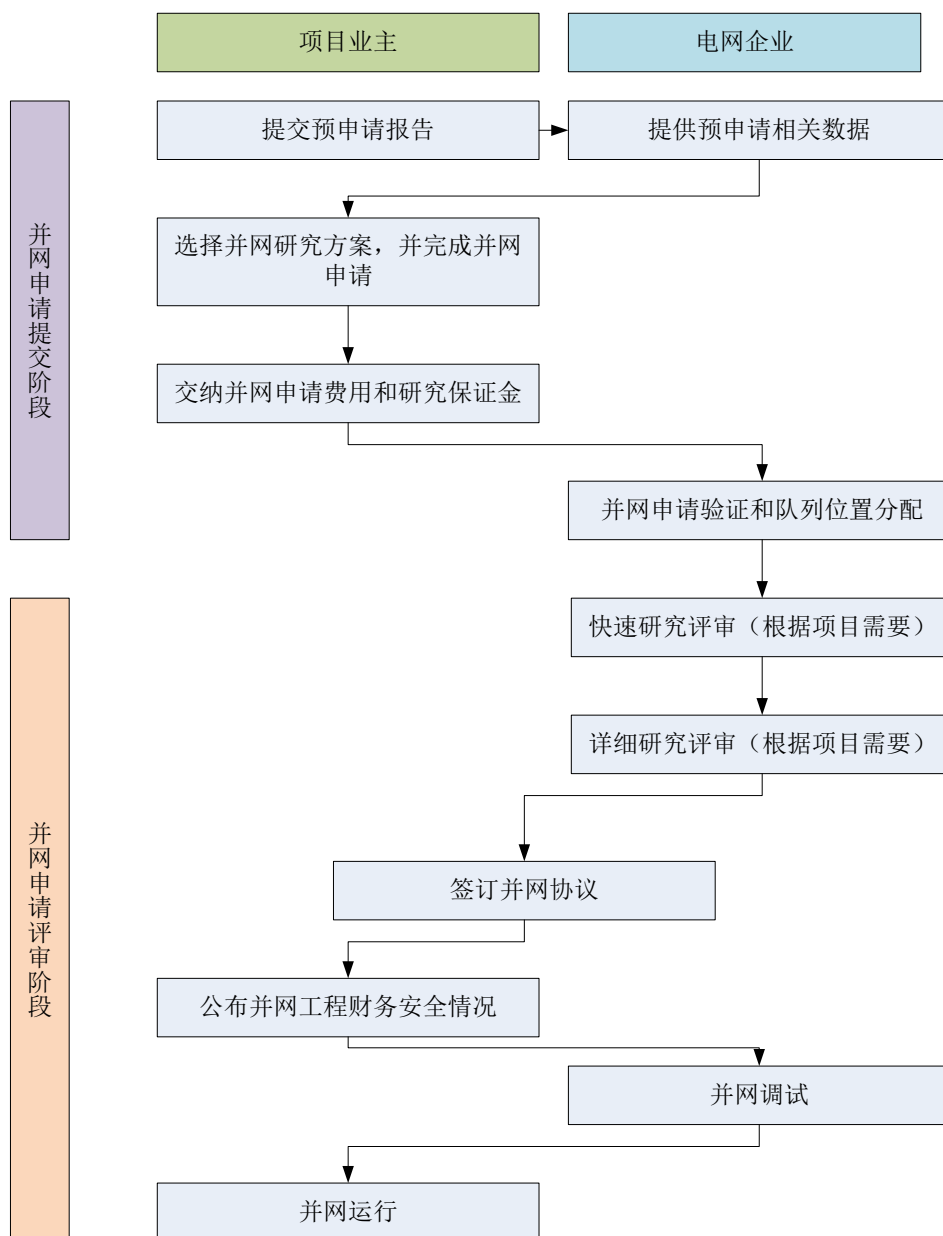 项目业主
电网企业
并网申请提交阶段
提交预申请报告
提供预申请相关数据
选择并网研究方案，并完成并网
申请
交纳并网申请费用和研究保证金
并网申请验证和队列位置分配
并网申请评审阶段
快速研究评审（根据项目需要）
详细研究评审（根据项目需要）
签订并网协议
公布并网工程财务安全情况
并网调试
并网运行